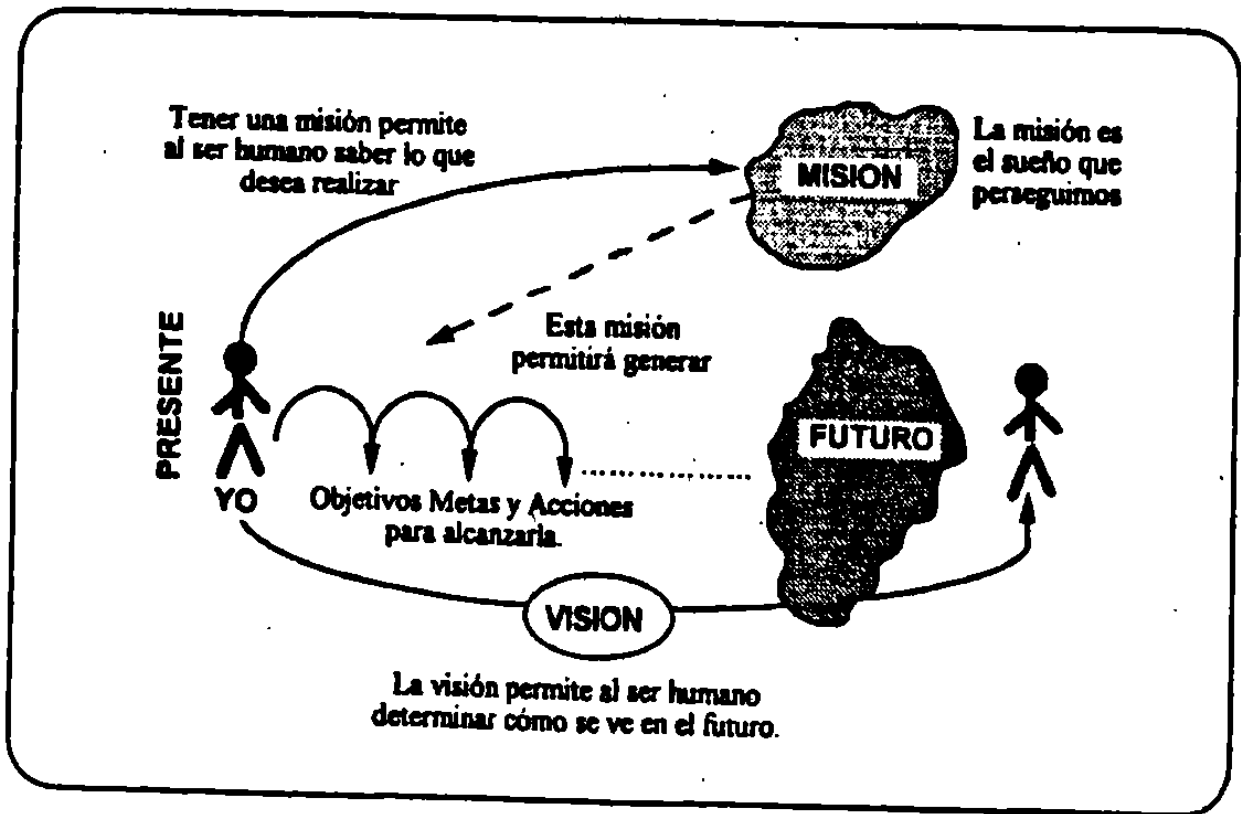 Tener una misión permite
al ser humano saber lo que
desea realizar
MISION
La misión es
el sueño que
perseguimos
Esta misión
permitirá generar
PRESENTE
YO
Objetivos Metas y Acciones
para alcanzarla.
FUTURO
VISION
La visión permite al ser humano
determinar cómo se ve en el futuro.